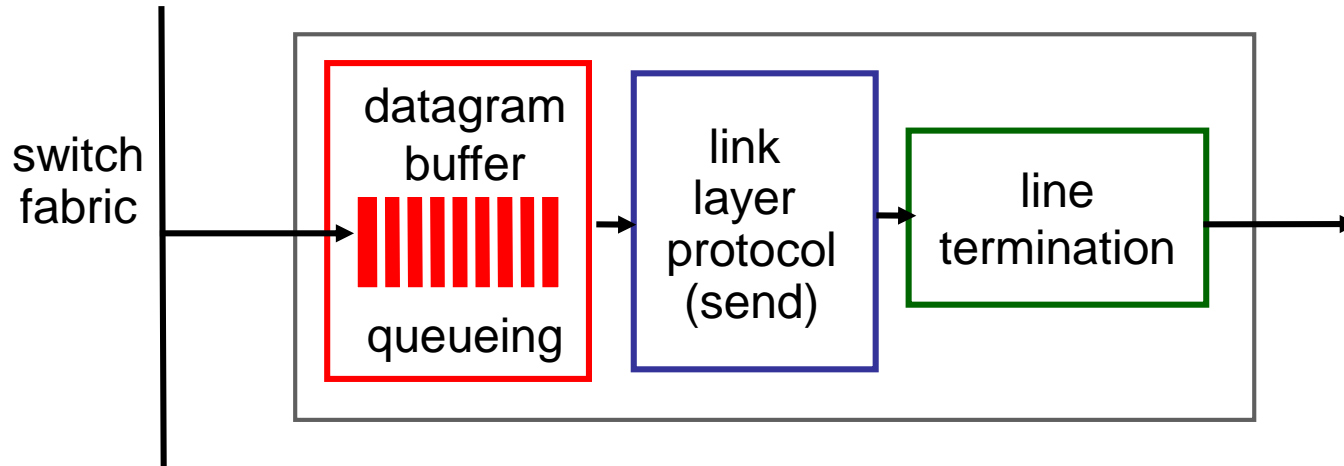 switch
fabric
datagram
buffer
queueing
link
layer
protocol
(send)
line
termination